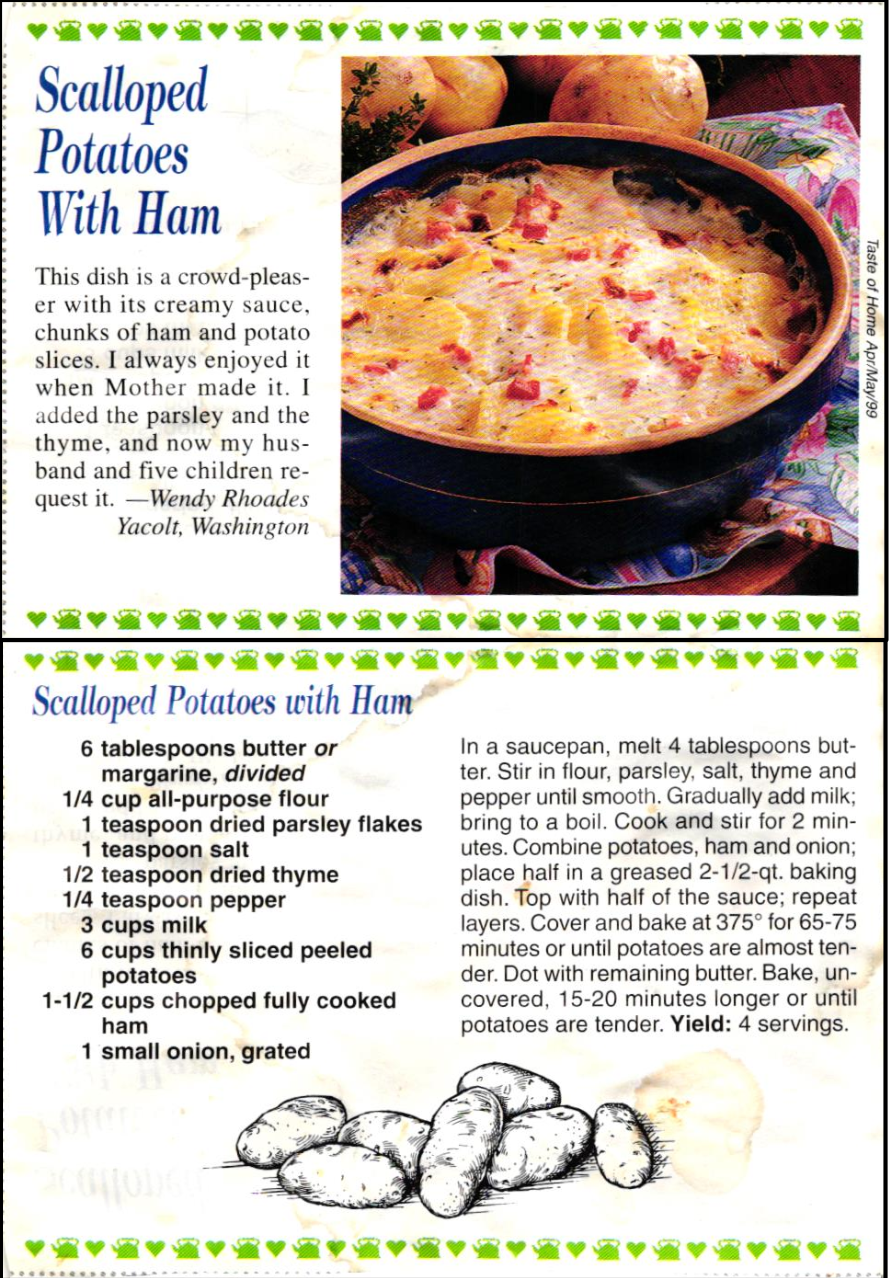 Scalloped
Potatoes
With Ham
This dish is a crowd-pleas-
er with its creamy sauce,
chunks of ham and potato
slices. I always enjoyed it
when Mother made it. I
added the parsley and the
thyme, and now my hus-
band and five children re-
quest it. —Wendy Rhoades
Yacolt, Washington
Taste of Home Apr/May/99
Scalloped Potatoes with Ham
6 tablespoons butter or
margarine, divided
1/4 cup all-purpose flour
1 teaspoon dried parsley flakes
1 teaspoon salt
1/2 teaspoon dried thyme
1/4 teaspoon pepper
3 cups milk
6 cups thinly sliced peeled
potatoes
1-1/2 cups chopped fully cooked
ham
1 small onion, grated
In a saucepan, melt 4 tablespoons but-
ter. Stir in flour, parsley, salt, thyme and
pepper until smooth. Gradually add milk;
bring to a boil. Cook and stir for 2 min-
utes. Combine potatoes, ham and onion;
place half in a greased 2-1/2-qt. baking
dish. Top with half of the sauce; repeat
layers. Cover and bake at 375° for 65-75
minutes or until potatoes are almost ten-
der. Dot with remaining butter. Bake, un-
covered, 15-20 minutes longer or until
potatoes are tender. Yield: 4 servings.